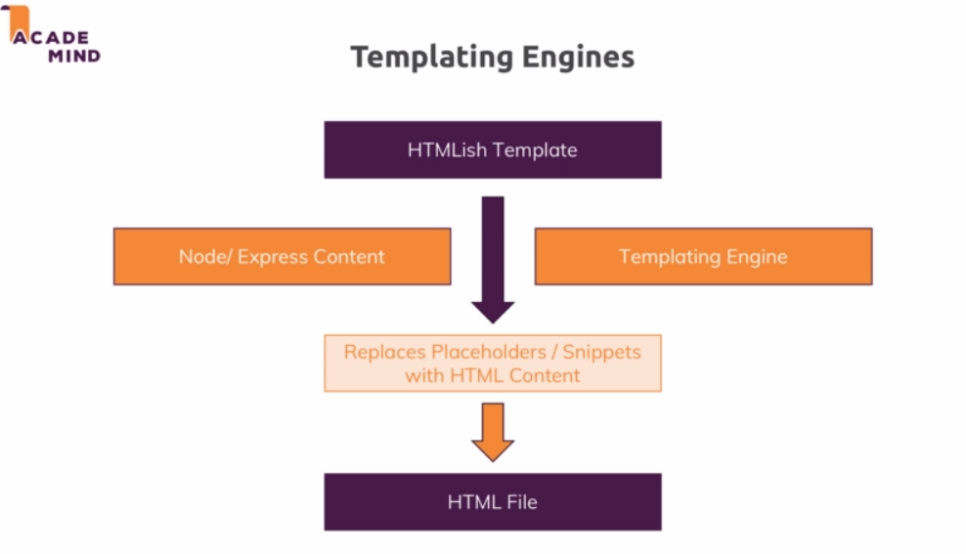 ACADE
MIND
Templating Engines
HTMLish Template
Node/ Express Content
Templating Engine
Replaces Placeholders / Snippets
with HTML Content
HTML File